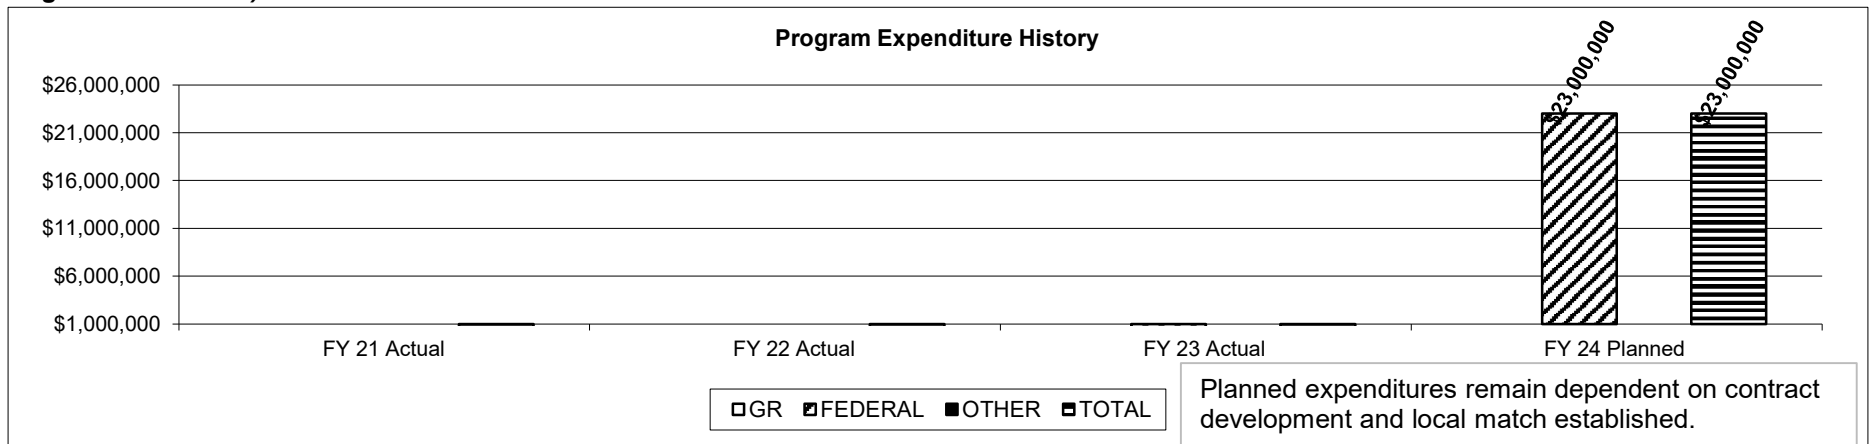 Program Expenditure History
$23,000,000
$23,000,000
$26,000,000
$21,000,000
$16,000,000
$11,000,000
$6,000,000
$1,000,000
FY 21 Actual
FY 22 Actual
FY 23 Actual
FY 24 Planned
GR FEDERAL OTHER TOTAL
Planned expenditures remain dependent on contract
development and local match established.